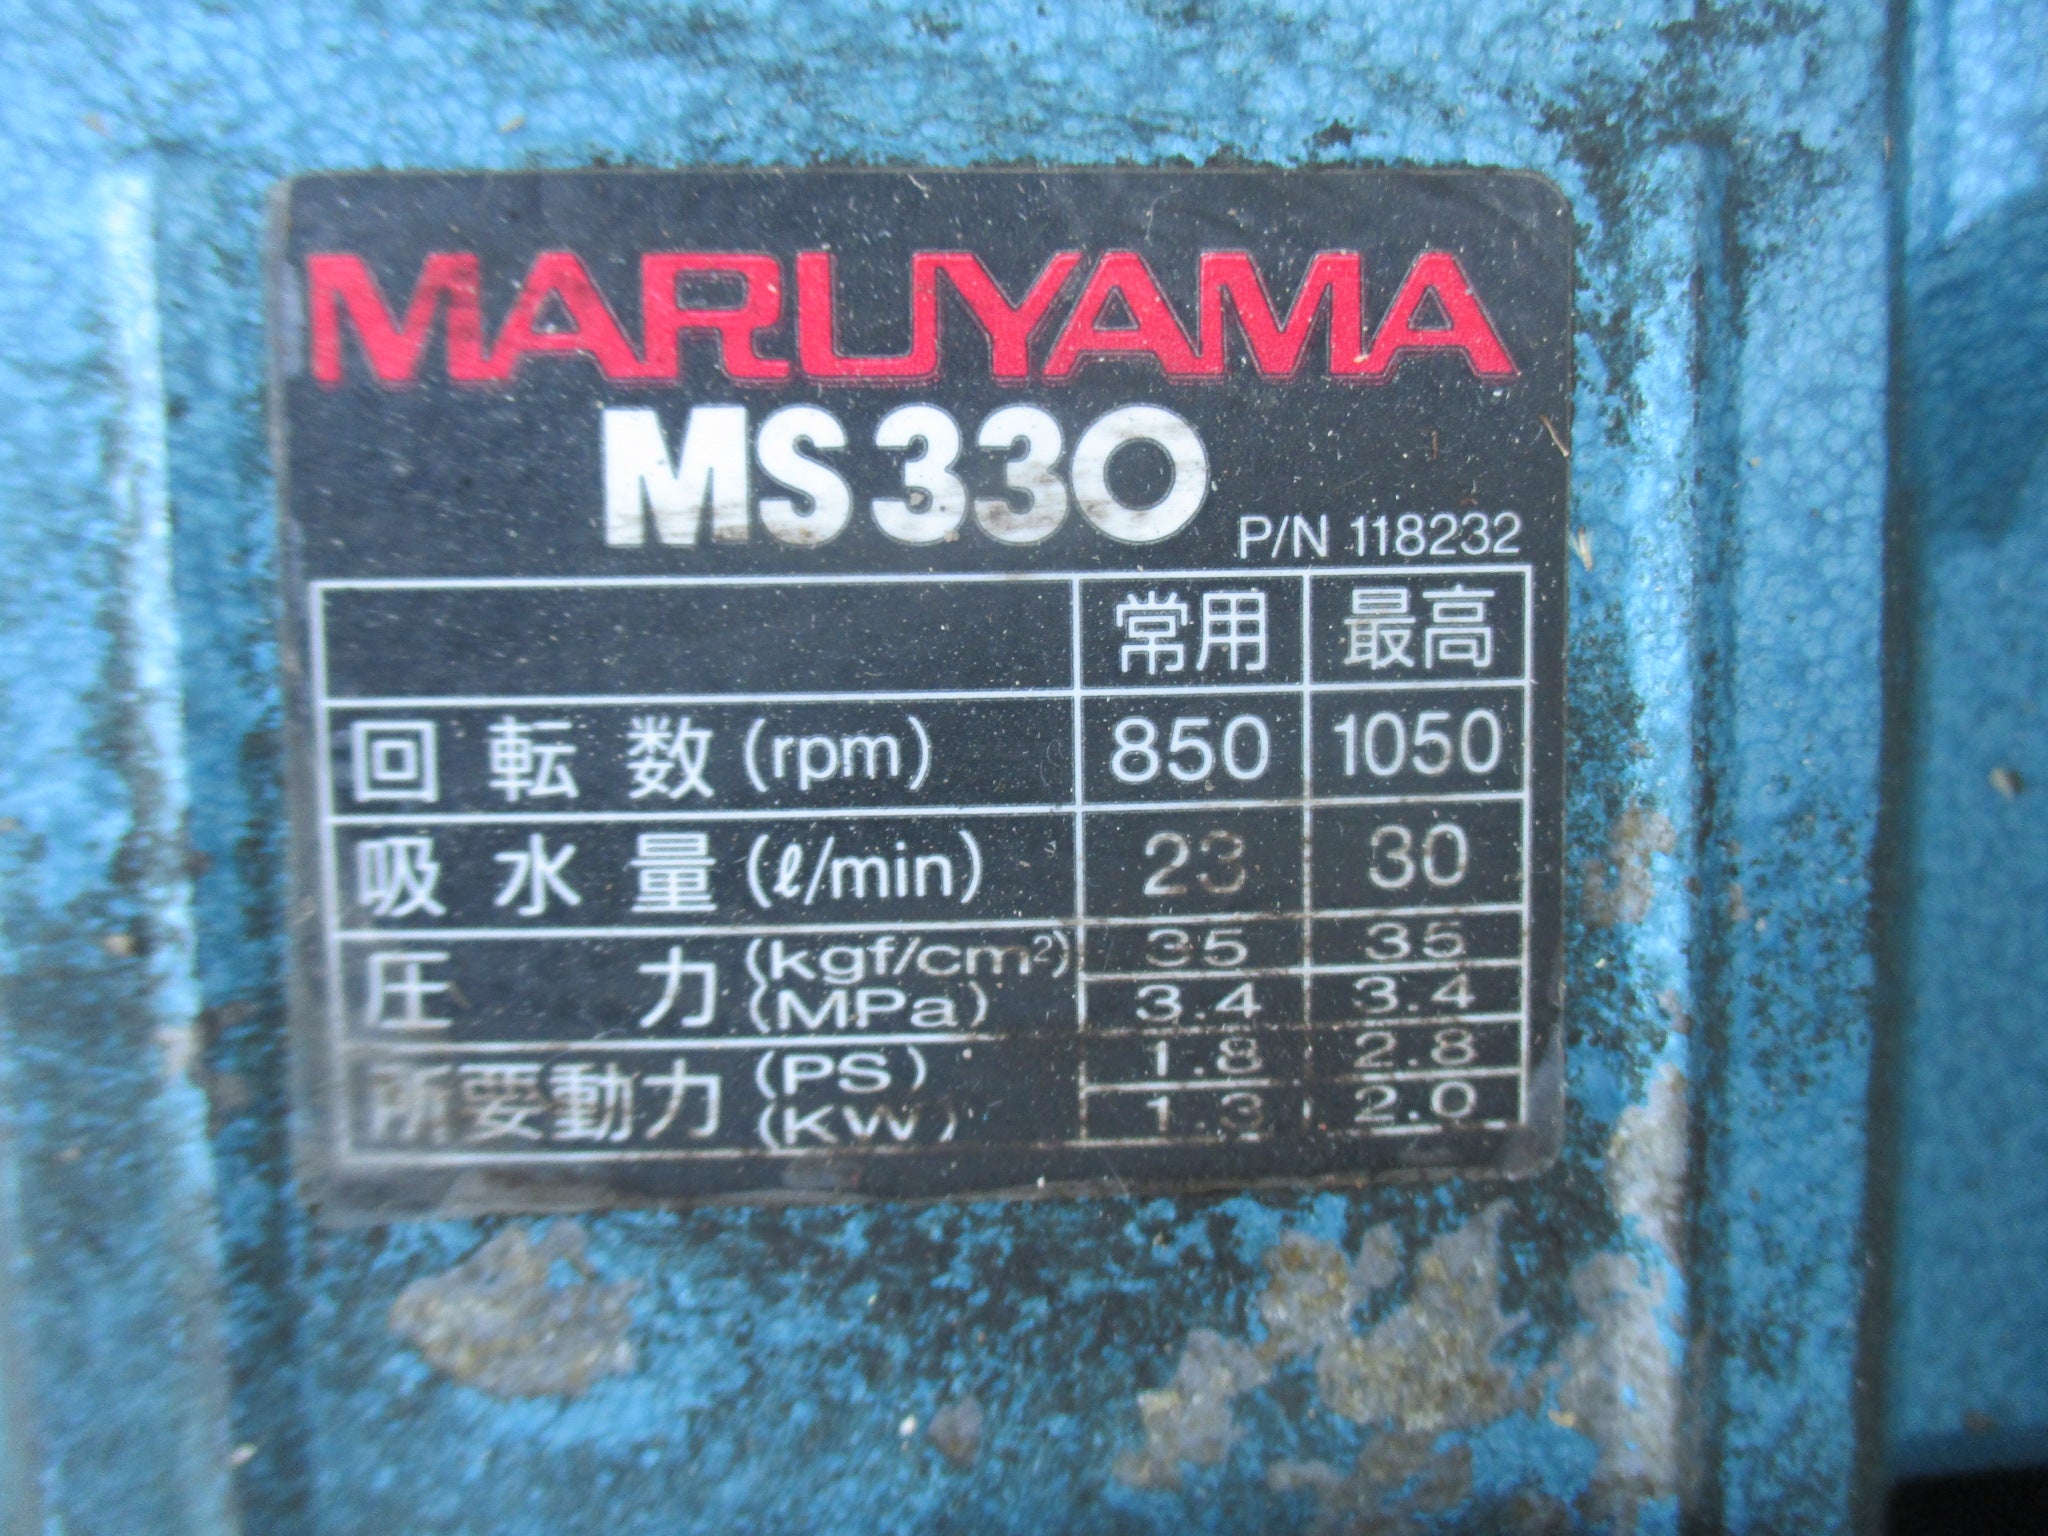 MARUYAMA
MS330
P/N 118232
常用 最高
回転数(rpm) 850 1050
吸水量(ℓ/min) 23 30
圧力(kgf/cm²) 35 35
(MPa) 3.4 3.4
所要動力(PS) 1.8 2.8
(KW) 1.3 2.0